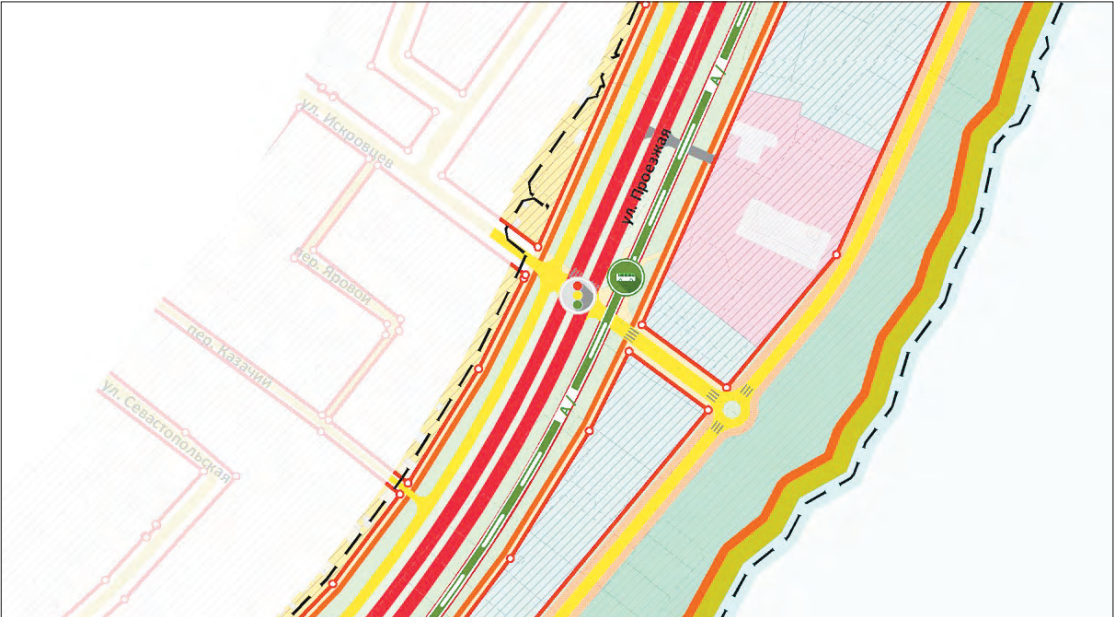 А/
ул. Искровцев
ул. Проезжая
пер. Яровой
пер. Казачий
А/
ул. Севастопольская